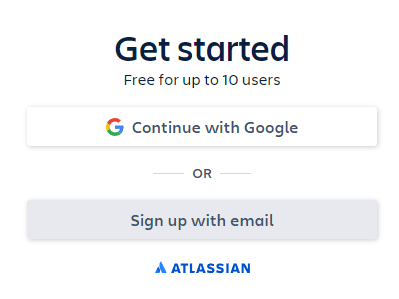 Get started
Free for up to 10 users
Continue with Google
OR
Sign up with email
ATLASSIAN